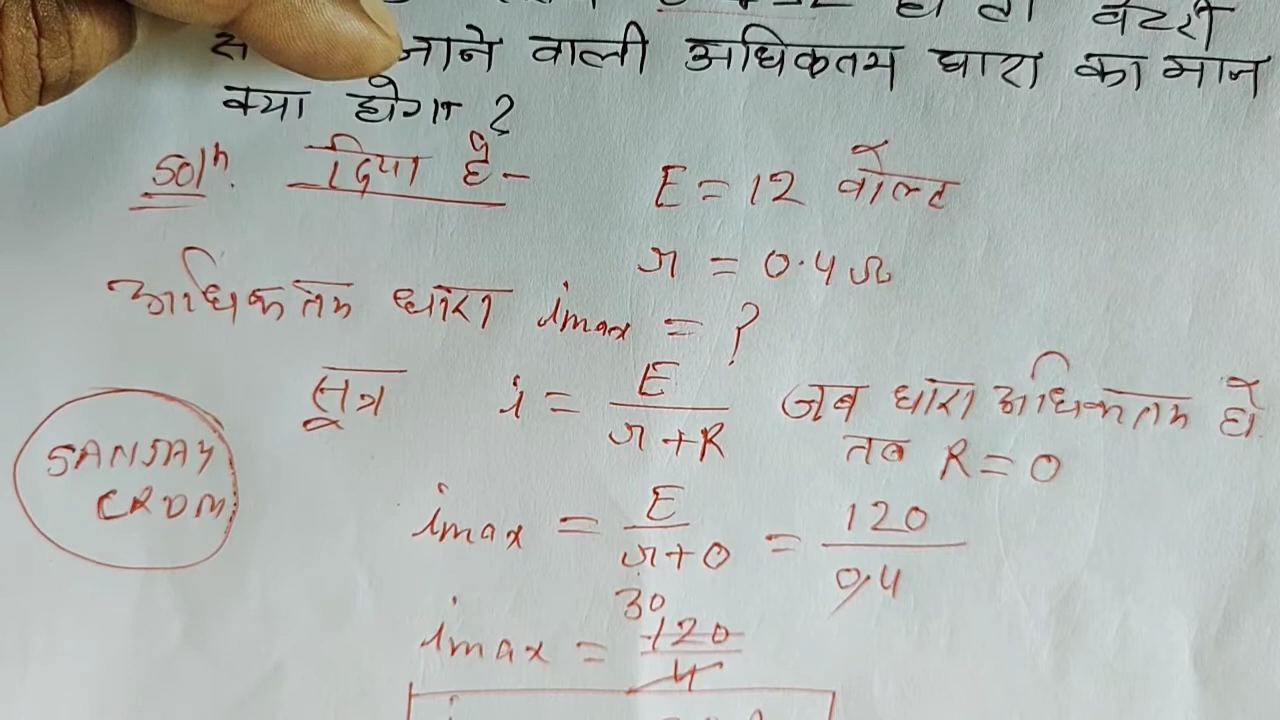 हो तो बैटरी
स जाने वाली अधिकतम धारा का मान
क्या होगा ?
Solⁿ. दिया है-
E = 12 वोल्ट
r = 0.4 Ω
अधिकतम धारा imax = ?
सूत्र i = E / r + R जब धारा अधिकतम हो
तब R = 0
SANJAY
CRDM
imax = E / r + 0 = 120 / 0,4
30
imax = 120 / 4